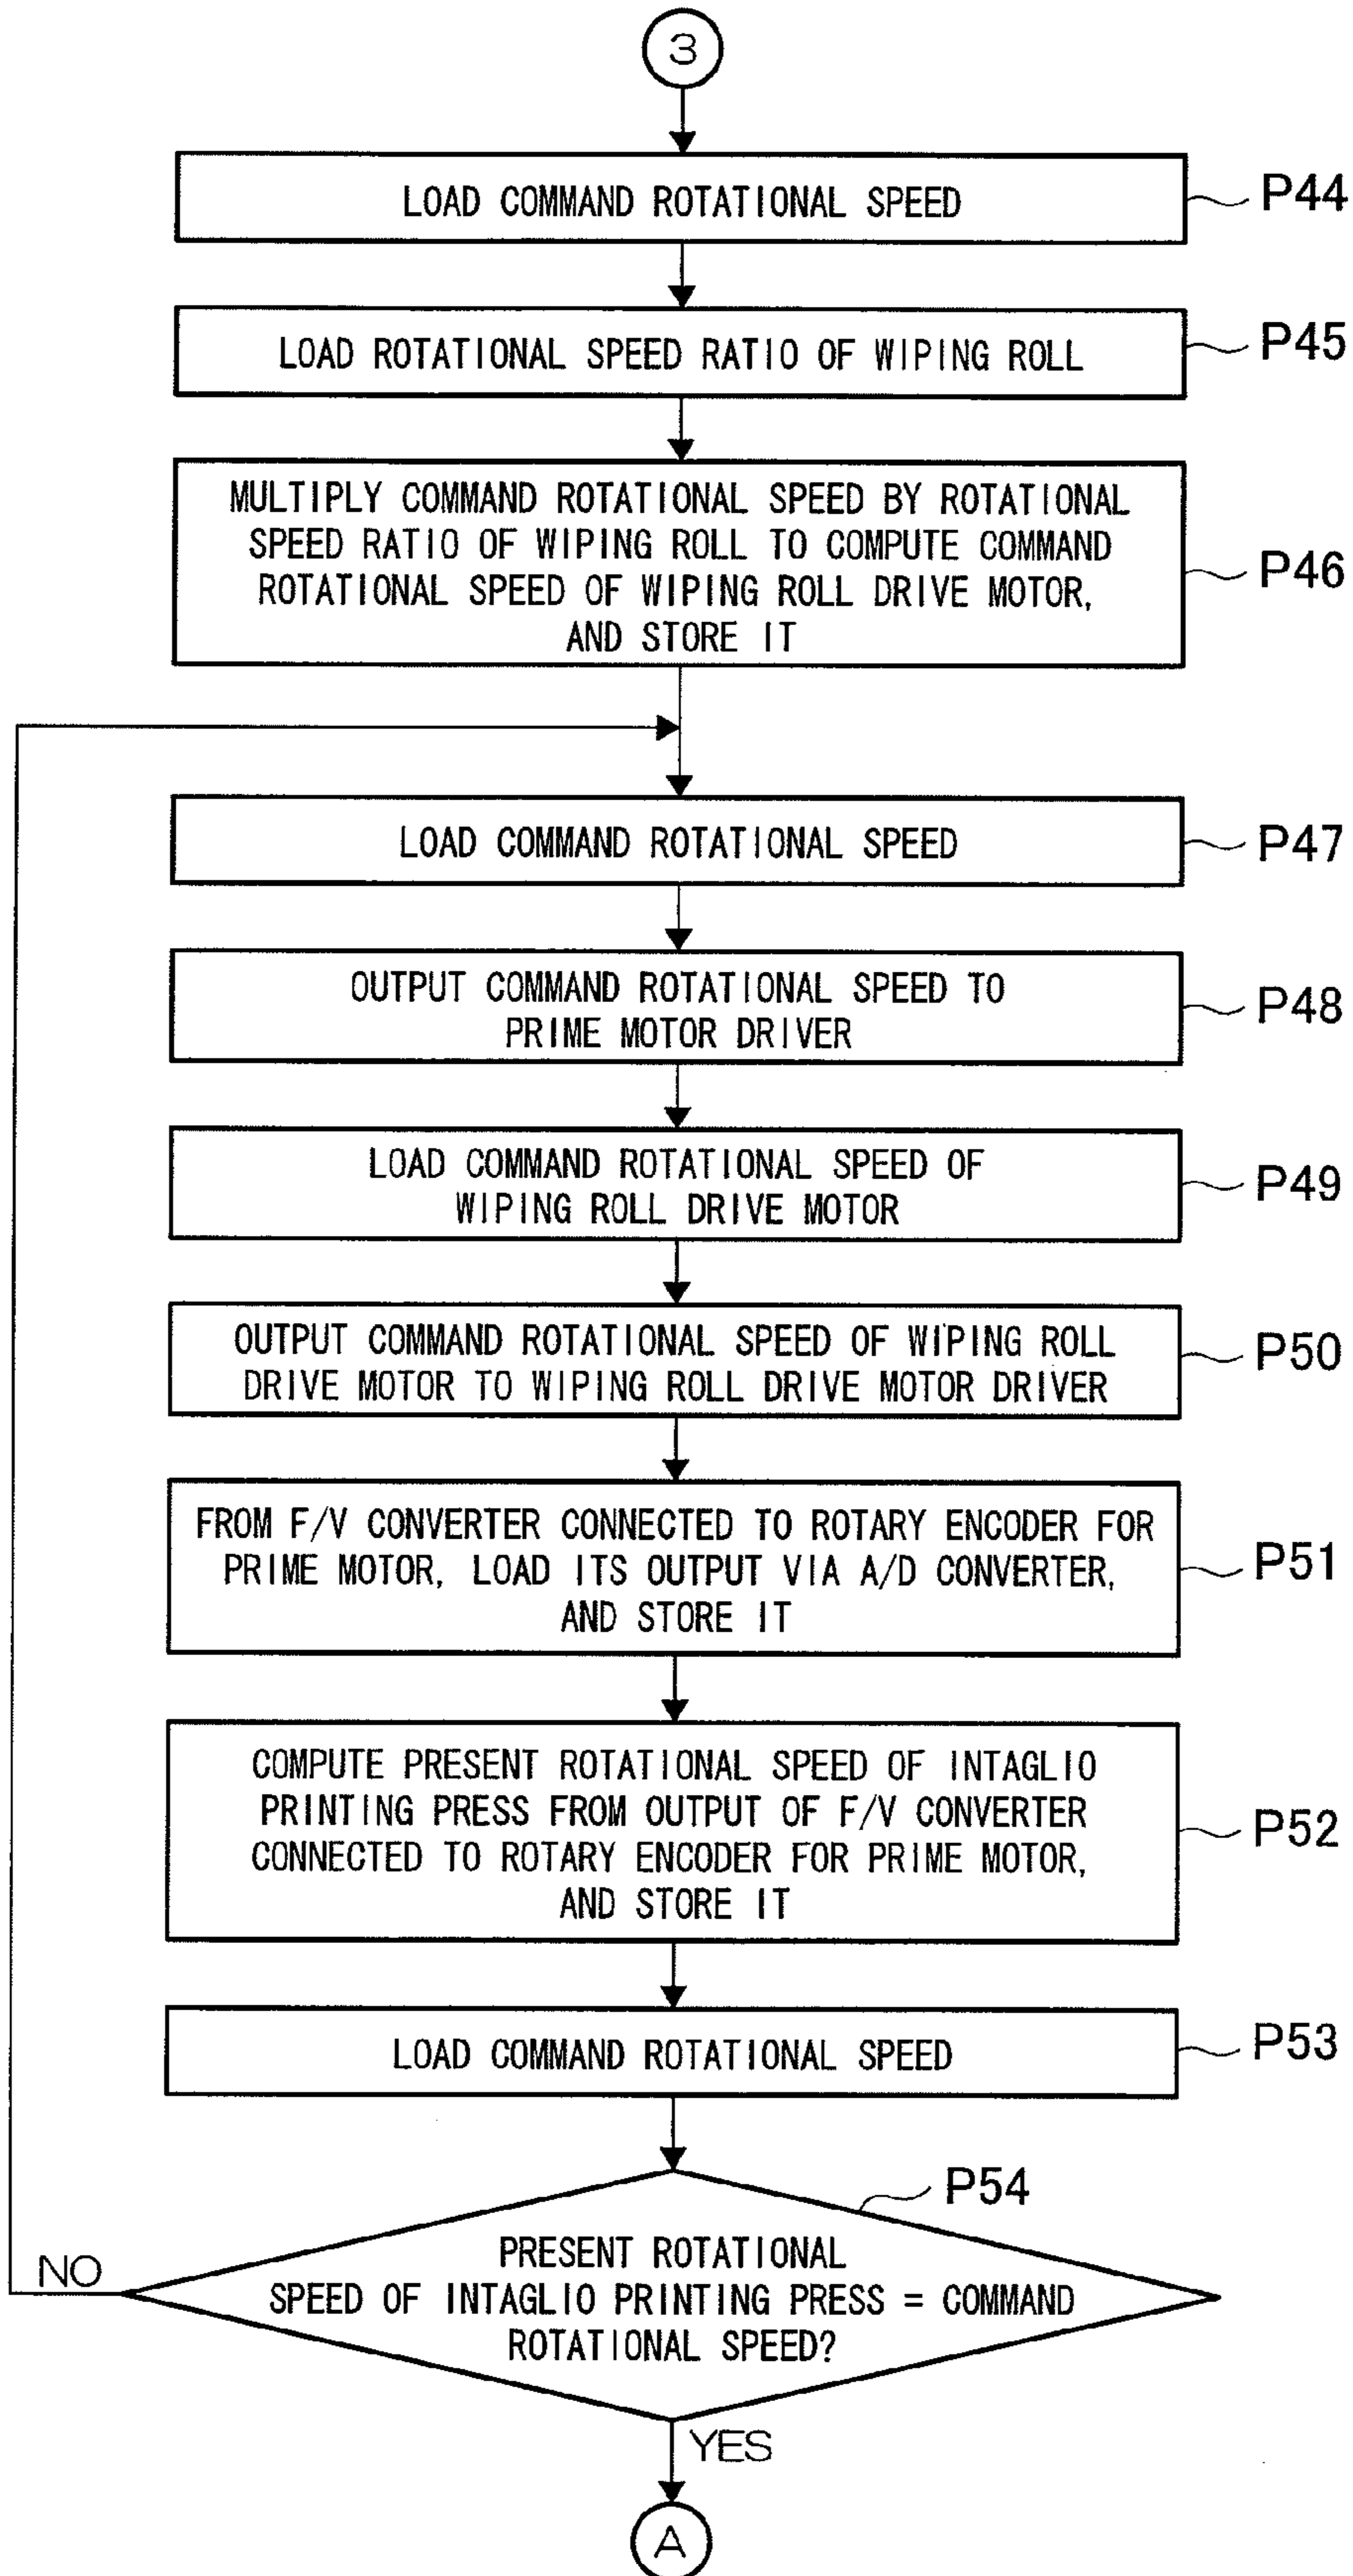 3
LOAD COMMAND ROTATIONAL SPEED
P44
LOAD ROTATIONAL SPEED RATIO OF WIPING ROLL
P45
MULTIPLY COMMAND ROTATIONAL SPEED BY ROTATIONAL
SPEED RATIO OF WIPING ROLL TO COMPUTE COMMAND
ROTATIONAL SPEED OF WIPING ROLL DRIVE MOTOR,
AND STORE IT
P46
LOAD COMMAND ROTATIONAL SPEED
P47
OUTPUT COMMAND ROTATIONAL SPEED TO
PRIME MOTOR DRIVER
P48
LOAD COMMAND ROTATIONAL SPEED OF
WIPING ROLL DRIVE MOTOR
P49
OUTPUT COMMAND ROTATIONAL SPEED OF WIPING ROLL
DRIVE MOTOR TO WIPING ROLL DRIVE MOTOR DRIVER
P50
FROM F/V CONVERTER CONNECTED TO ROTARY ENCODER FOR
PRIME MOTOR, LOAD ITS OUTPUT VIA A/D CONVERTER,
AND STORE IT
P51
COMPUTE PRESENT ROTATIONAL SPEED OF INTAGLIO
PRINTING PRESS FROM OUTPUT OF F/V CONVERTER
CONNECTED TO ROTARY ENCODER FOR PRIME MOTOR,
AND STORE IT
P52
LOAD COMMAND ROTATIONAL SPEED
P53
P54
PRESENT ROTATIONAL
SPEED OF INTAGLIO PRINTING PRESS = COMMAND
ROTATIONAL SPEED?
NO
YES
A